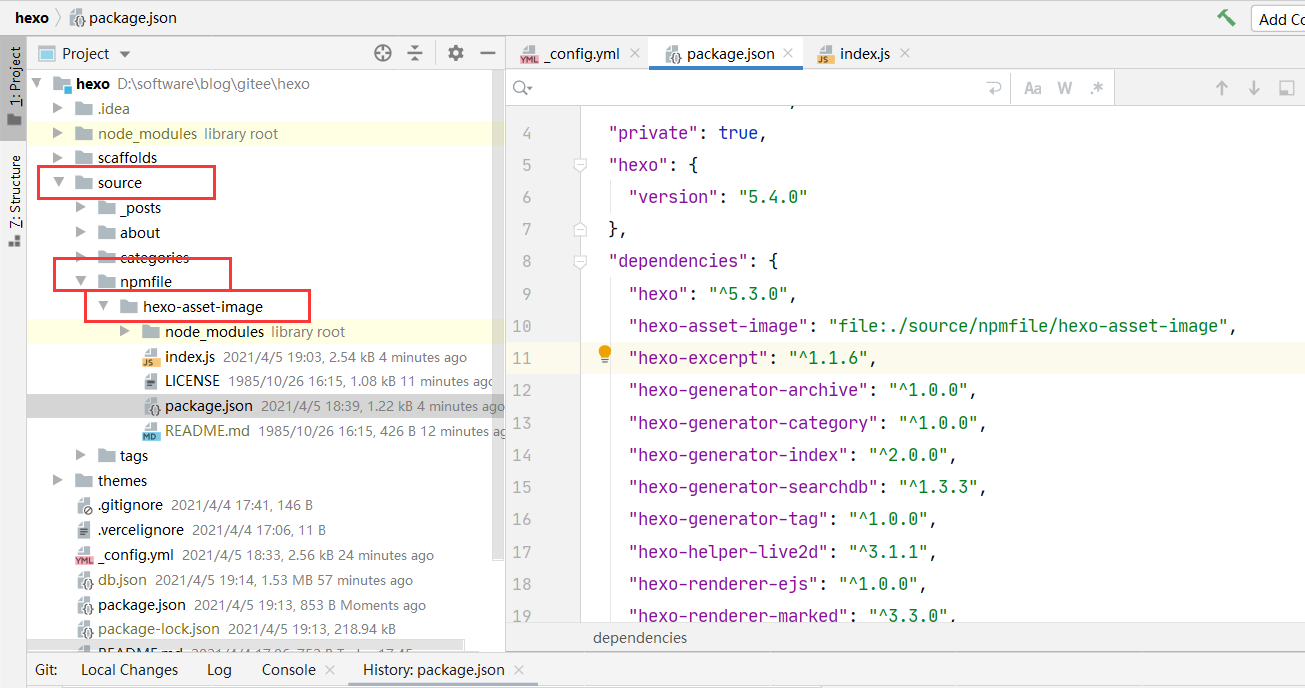 hexo package.json
Add Co
1: Project
Z: Structure
Project
hexo D:\software\blog\gitee\hexo
.idea
node_modules library root
scaffolds
source
_posts
about
categories
npmfile
hexo-asset-image
node_modules library root
index.js 2021/4/5 19:03, 2.54 kB 4 minutes ago
LICENSE 1985/10/26 16:15, 1.08 kB 11 minutes ago
package.json 2021/4/5 18:39, 1.22 kB 4 minutes ago
README.md 1985/10/26 16:15, 426 B 12 minutes ag
tags
themes
.gitignore 2021/4/4 17:41, 146 B
.vercelignore 2021/4/4 17:06, 11 B
_config.yml 2021/4/5 18:33, 2.56 kB 24 minutes ago
db.json 2021/4/5 19:14, 1.53 MB 57 minutes ago
package.json 2021/4/5 19:13, 853 B Moments ago
package-lock.json 2021/4/5 19:13, 218.94 kB
README.md
_config.yml package.json index.js
Aa W .*
4 "private": true,
5 "hexo": {
6 "version": "5.4.0"
7 },
8 "dependencies": {
9 "hexo": "^5.3.0",
10 "hexo-asset-image": "file:./source/npmfile/hexo-asset-image",
11 "hexo-excerpt": "^1.1.6",
12 "hexo-generator-archive": "^1.0.0",
13 "hexo-generator-category": "^1.0.0",
14 "hexo-generator-index": "^2.0.0",
15 "hexo-generator-searchdb": "^1.3.3",
16 "hexo-generator-tag": "^1.0.0",
17 "hexo-helper-live2d": "^3.1.1",
18 "hexo-renderer-ejs": "^1.0.0",
19 "hexo-renderer-marked": "^3.3.0",
dependencies
Git: Local Changes Log Console History: package.json